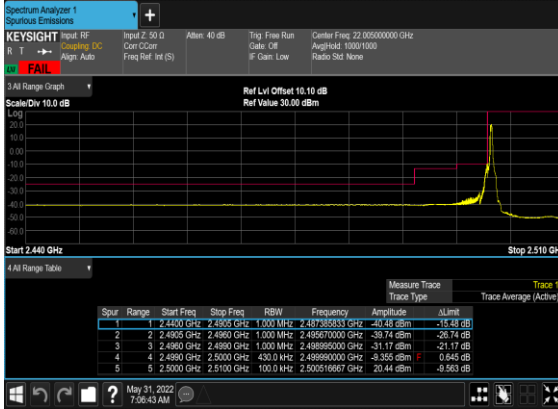 Spectrum Analyzer 1
Spurious Emissions
KEYSIGHT Input: RF Input Z: 50 Ω Atten: 40 dB Trig: Free Run Center Freq: 22.005000000 GHz
R T Coupling: DC Corr CCorr Gate: Off Avg|Hold: 1000/1000
Align: Auto Freq Ref: Int (S) IF Gain: Low Radio Std: None
FAIL
3 All Range Graph
Ref Lvl Offset 10.10 dB
Scale/Div 10.0 dB Ref Value 30.00 dBm
Log
20.0
10.0
0.00
-10.0
-20.0
-30.0
-40.0
-50.0
-60.0
Start 2.440 GHz Stop 2.510 GH
4 All Range Table
Measure Trace Trace 1
Trace Type Trace Average (Active)
Spur Range Start Freq Stop Freq RBW Frequency Amplitude ΔLimit
1 1 2.4400 GHz 2.4905 GHz 1.000 MHz 2.487385833 GHz -40.48 dBm -15.48 dB
2 2 2.4905 GHz 2.4960 GHz 1.000 MHz 2.495670000 GHz -39.74 dBm -26.74 dB
3 3 2.4960 GHz 2.4990 GHz 1.000 MHz 2.498995000 GHz -31.17 dBm -21.17 dB
4 4 2.4990 GHz 2.5000 GHz 430.0 kHz 2.499990000 GHz -9.355 dBm F 0.645 dB
5 5 2.5000 GHz 2.5100 GHz 100.0 kHz 2.500516667 GHz 20.44 dBm -9.563 dB
May 31, 2022
7:06:43 AM